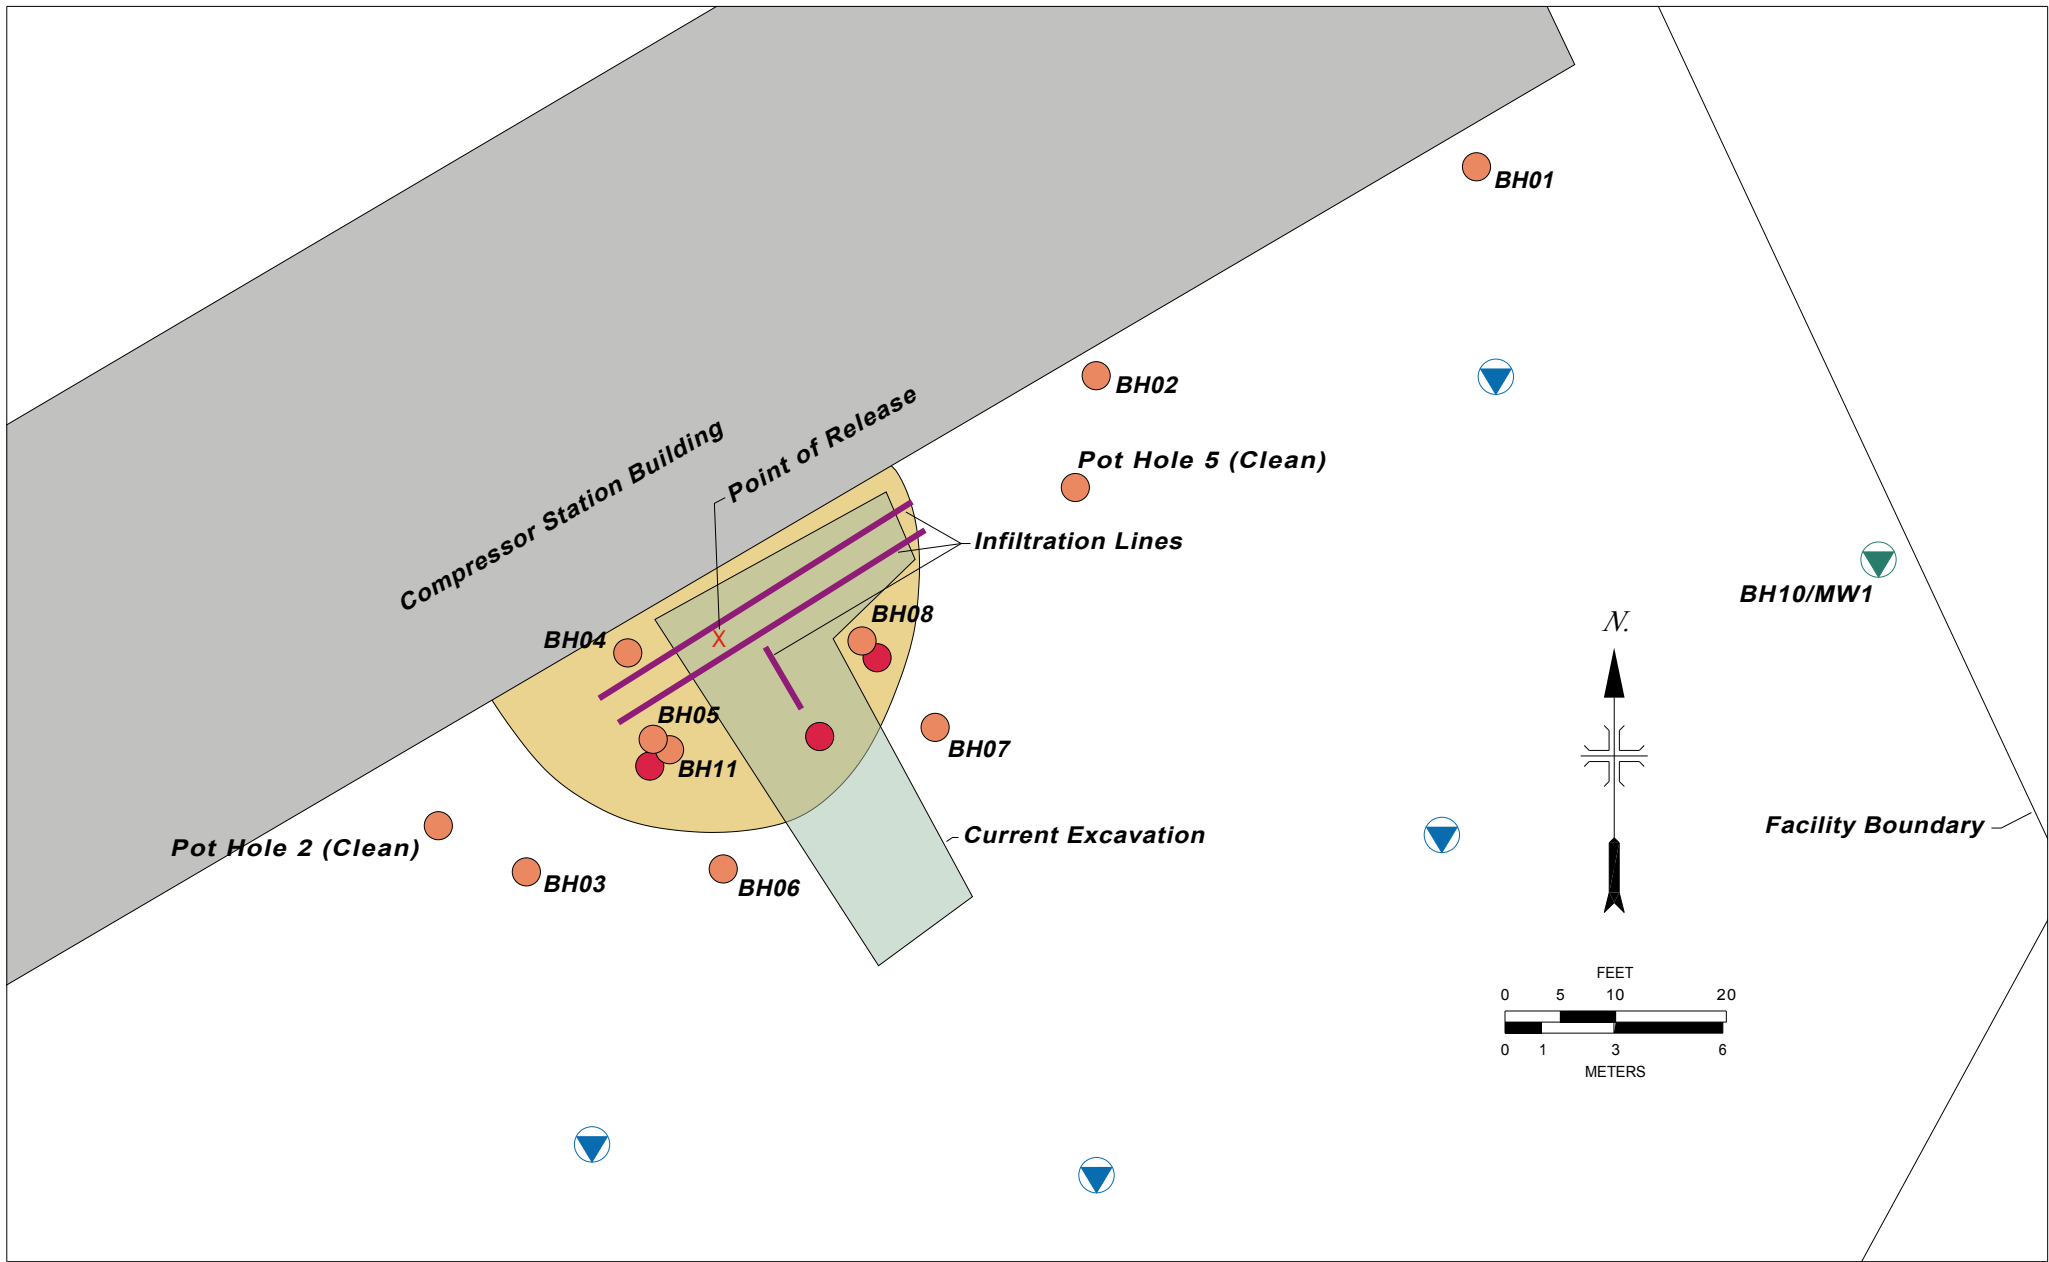 BH01
BH02
Point of Release
Compressor Station Building
Pot Hole 5 (Clean)
Infiltration Lines
BH10/MW1
BH08
N.
BH04
X
BH05
BH07
BH11
Facility Boundary
Current Excavation
Pot Hole 2 (Clean)
BH03
BH06
FEET
0 5 10 20
0 1 3 6
METERS